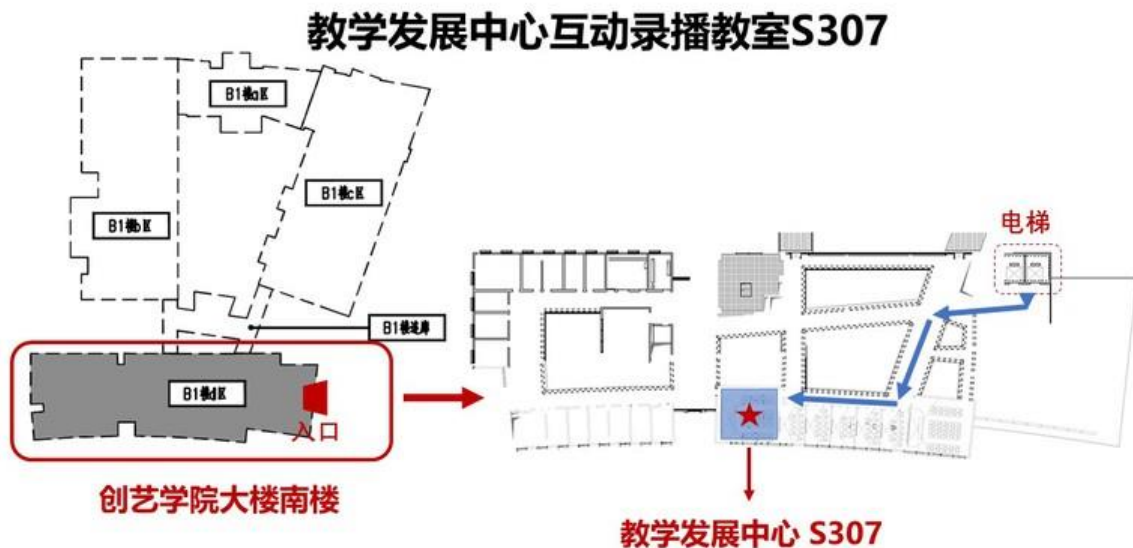 教学发展中心互动录播教室S307
B1楼a区
B1楼c区
B1楼b区
电梯
B1楼连廊
B1楼d区
入口
创艺学院大楼南楼
教学发展中心 S307